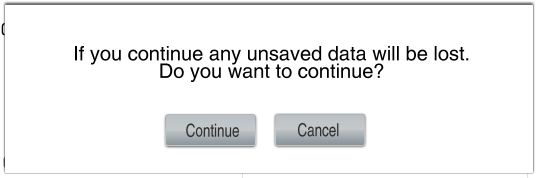 If you continue any unsaved data will be lost.
Do you want to continue?
Continue Cancel